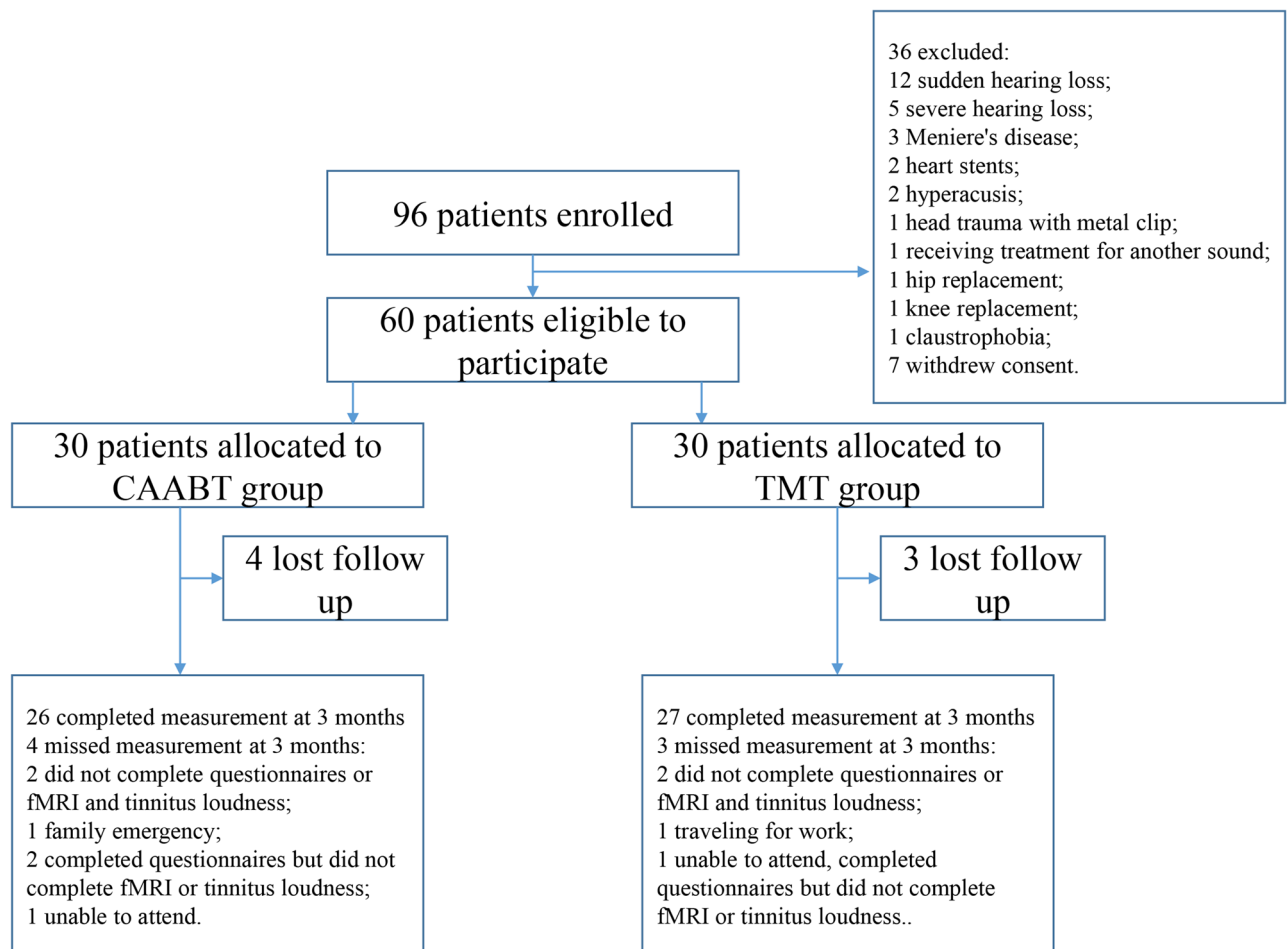 36 excluded:
12 sudden hearing loss;
5 severe hearing loss;
3 Meniere's disease;
2 heart stents;
2 hyperacusis;
1 head trauma with metal clip;
1 receiving treatment for another sound;
1 hip replacement;
1 knee replacement;
1 claustrophobia;
7 withdrew consent.
96 patients enrolled
60 patients eligible to
participate
30 patients allocated to
CAABT group
30 patients allocated to
TMT group
4 lost follow
up
3 lost follow
up
26 completed measurement at 3 months
4 missed measurement at 3 months:
2 did not complete questionnaires or
fMRI and tinnitus loudness;
1 family emergency;
2 completed questionnaires but did not
complete fMRI or tinnitus loudness;
1 unable to attend.
27 completed measurement at 3 months
3 missed measurement at 3 months:
2 did not complete questionnaires or
fMRI and tinnitus loudness;
1 traveling for work;
1 unable to attend, completed
questionnaires but did not complete
fMRI or tinnitus loudness..